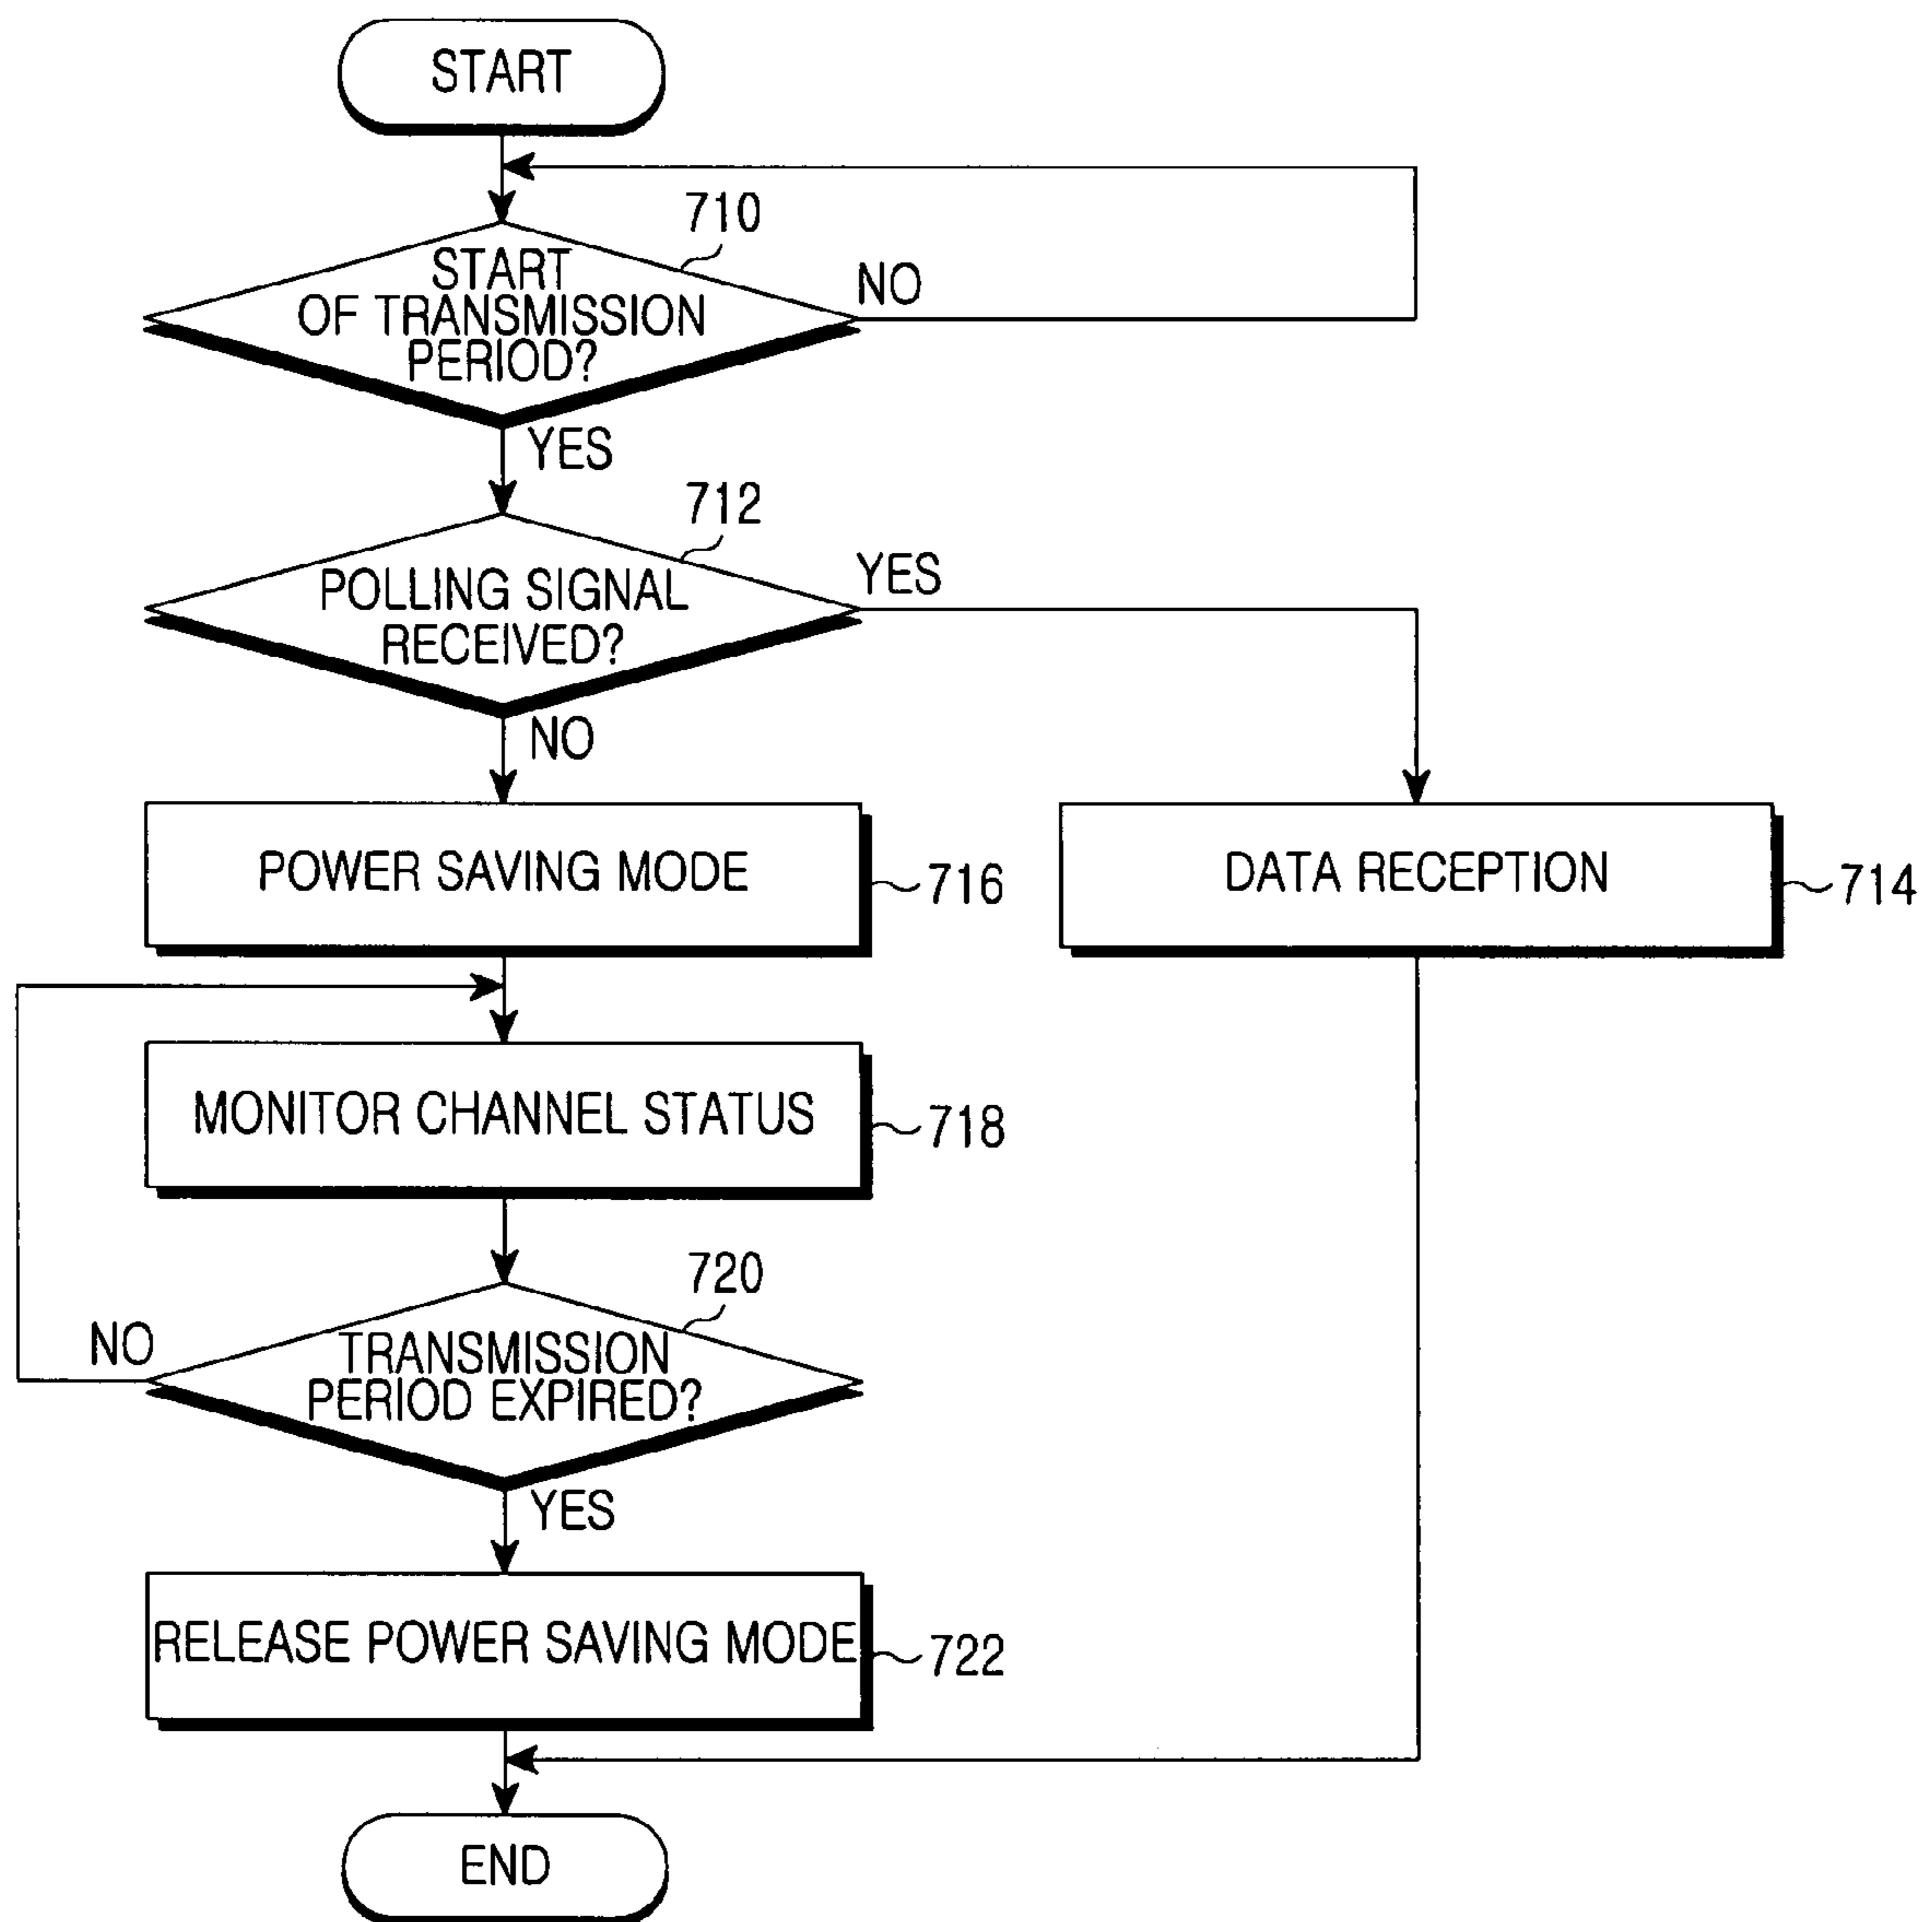 START
710
START
OF TRANSMISSION
PERIOD?
NO
YES
712
POLLING SIGNAL
RECEIVED?
YES
NO
POWER SAVING MODE
716
DATA RECEPTION
714
MONITOR CHANNEL STATUS
718
720
TRANSMISSION
PERIOD EXPIRED?
NO
YES
RELEASE POWER SAVING MODE
722
END